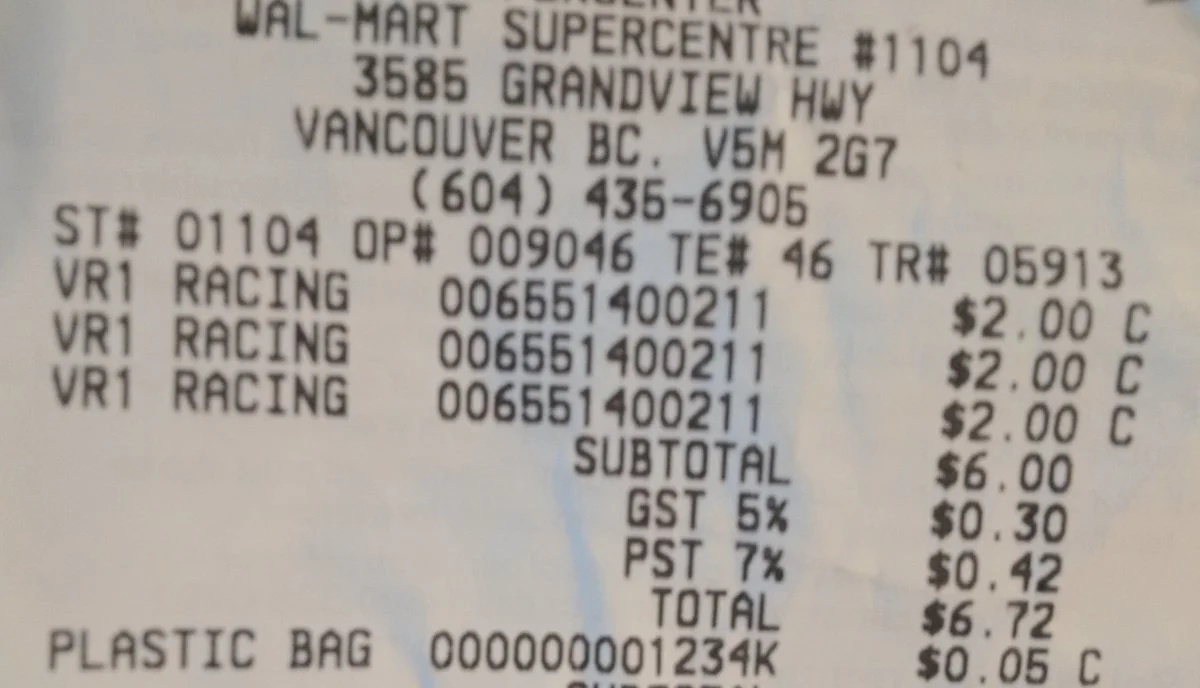 WAL-MART SUPERCENTRE #1104
3585 GRANDVIEW HWY
VANCOUVER BC. V5M 2G7
(604) 435-6905
ST# 01104 OP# 009046 TE# 46 TR# 05913
VR1 RACING 006551400211 $2.00 C
VR1 RACING 006551400211 $2.00 C
VR1 RACING 006551400211 $2.00 C
SUBTOTAL $6.00
GST 5% $0.30
PST 7% $0.42
TOTAL $6.72
PLASTIC BAG 000000001234K $0.05 C
SUBTOTAL